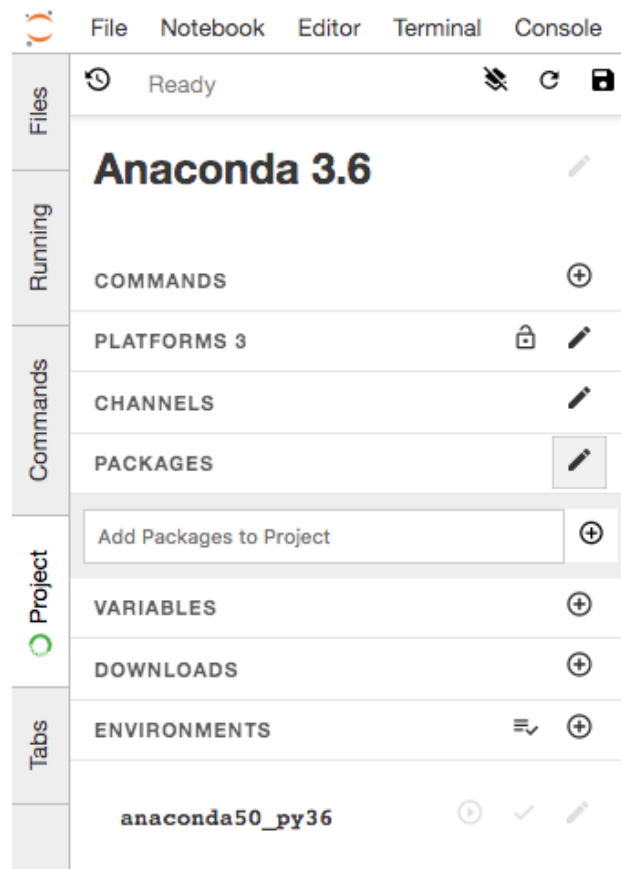 File Notebook Editor Terminal Console
Files
Running
Commands
Project
Tabs
Ready
Anaconda 3.6
COMMANDS
PLATFORMS 3
CHANNELS
PACKAGES
Add Packages to Project
VARIABLES
DOWNLOADS
ENVIRONMENTS
anaconda50_py36